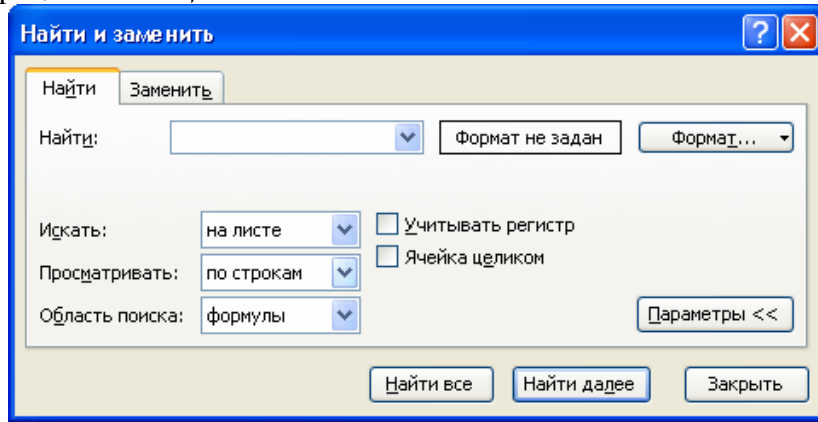 Найти и заменить
Найти Заменить
Найти: Формат не задан Формат...
Искать: на листе Учитывать регистр
Ячейка целиком
Просматривать: по строкам
Область поиска: формулы Параметры <<
Найти все Найти далее Закрыть